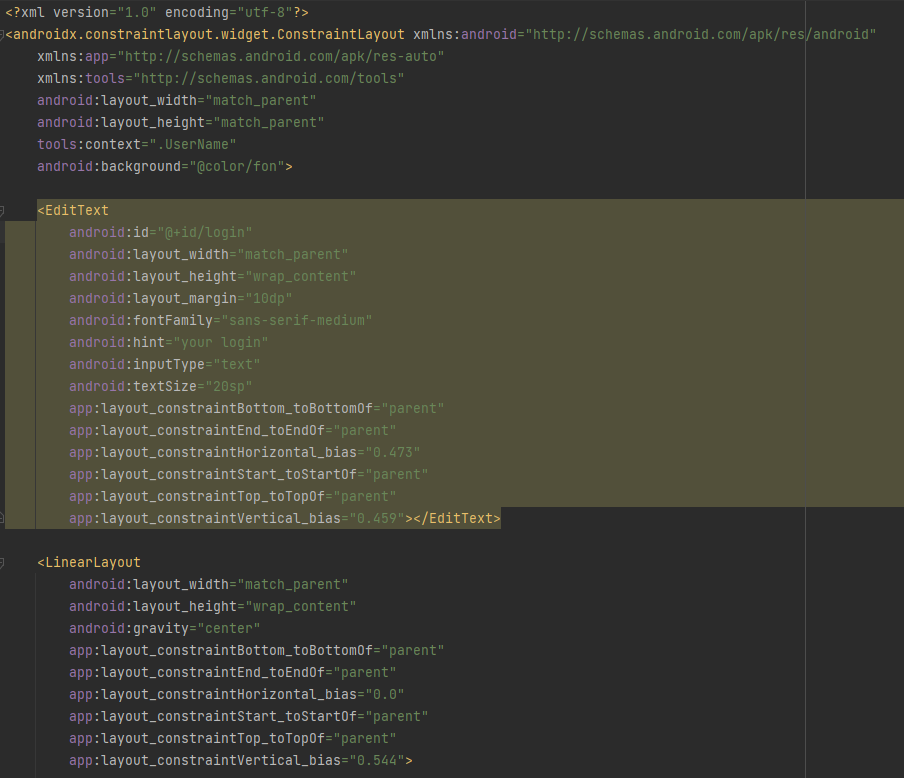 <?xml version="1.0" encoding="utf-8"?>
<androidx.constraintlayout.widget.ConstraintLayout xmlns:android="http://schemas.android.com/apk/res/android"
    xmlns:app="http://schemas.android.com/apk/res-auto"
    xmlns:tools="http://schemas.android.com/tools"
    android:layout_width="match_parent"
    android:layout_height="match_parent"
    tools:context=".UserName"
    android:background="@color/fon">
    <EditText
        android:id="@+id/login"
        android:layout_width="match_parent"
        android:layout_height="wrap_content"
        android:layout_margin="10dp"
        android:fontFamily="sans-serif-medium"
        android:hint="your login"
        android:inputType="text"
        android:textSize="20sp"
        app:layout_constraintBottom_toBottomOf="parent"
        app:layout_constraintEnd_toEndOf="parent"
        app:layout_constraintHorizontal_bias="0.473"
        app:layout_constraintStart_toStartOf="parent"
        app:layout_constraintTop_toTopOf="parent"
        app:layout_constraintVertical_bias="0.459"></EditText>
    <LinearLayout
        android:layout_width="match_parent"
        android:layout_height="wrap_content"
        android:gravity="center"
        app:layout_constraintBottom_toBottomOf="parent"
        app:layout_constraintEnd_toEndOf="parent"
        app:layout_constraintHorizontal_bias="0.0"
        app:layout_constraintStart_toStartOf="parent"
        app:layout_constraintTop_toTopOf="parent"
        app:layout_constraintVertical_bias="0.544">